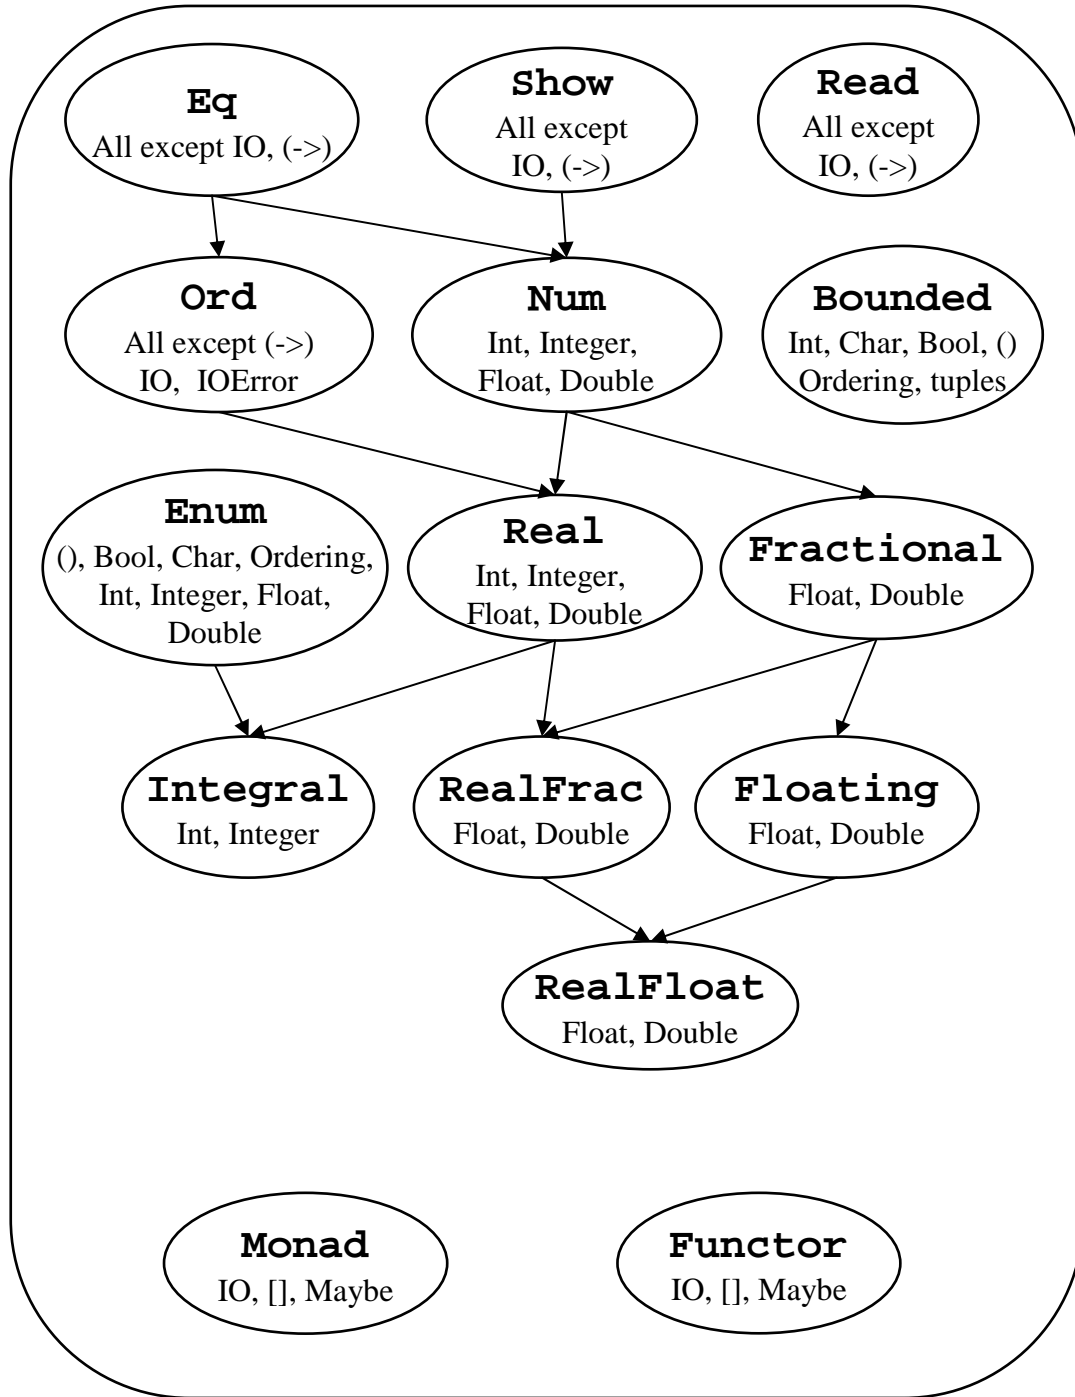 Eq
All except IO, (->)
Show
All except
IO, (->)
Read
All except
IO, (->)
Ord
All except (->)
IO, IOError
Num
Int, Integer,
Float, Double
Bounded
Int, Char, Bool, ()
Ordering, tuples
Enum
(), Bool, Char, Ordering,
Int, Integer, Float,
Double
Real
Int, Integer,
Float, Double
Fractional
Float, Double
Integral
Int, Integer
RealFrac
Float, Double
Floating
Float, Double
RealFloat
Float, Double
Monad
IO, [], Maybe
Functor
IO, [], Maybe